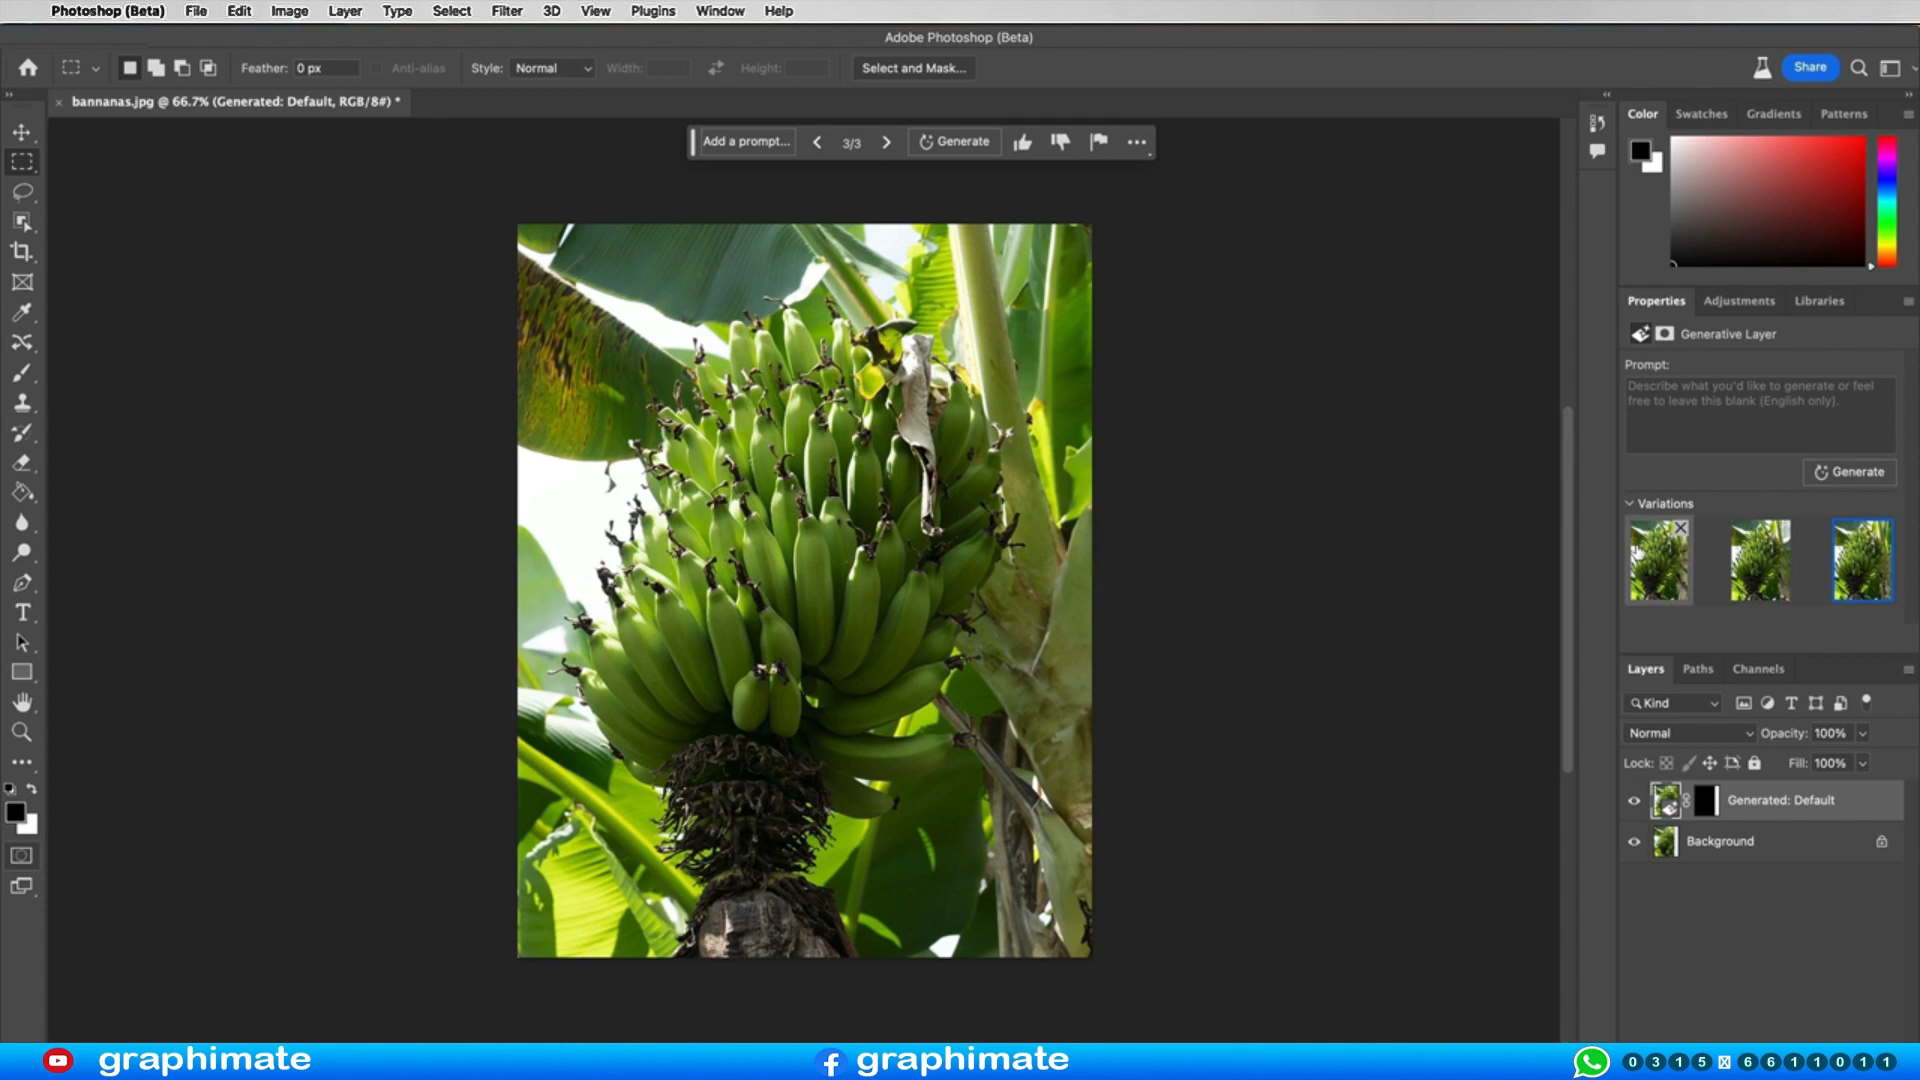 Photoshop (Beta) File Edit Image Layer Type Select Filter 3D View Plugins Window Help
Adobe Photoshop (Beta)
Feather: 0 px Anti-alias Style: Normal Width: Height: Select and Mask... Share
bannanas.jpg @ 66.7% (Generated: Default, RGB/8#) *
Add a prompt... 3/3 Generate
Color Swatches Gradients Patterns
Properties Adjustments Libraries
Generative Layer
Prompt:
Describe what you'd like to generate or feel
free to leave this blank (English only).
Generate
Variations
Layers Paths Channels
Kind
Normal Opacity: 100%
Lock: Fill: 100%
Generated: Default
Background
graphimate graphimate 0315 6611011